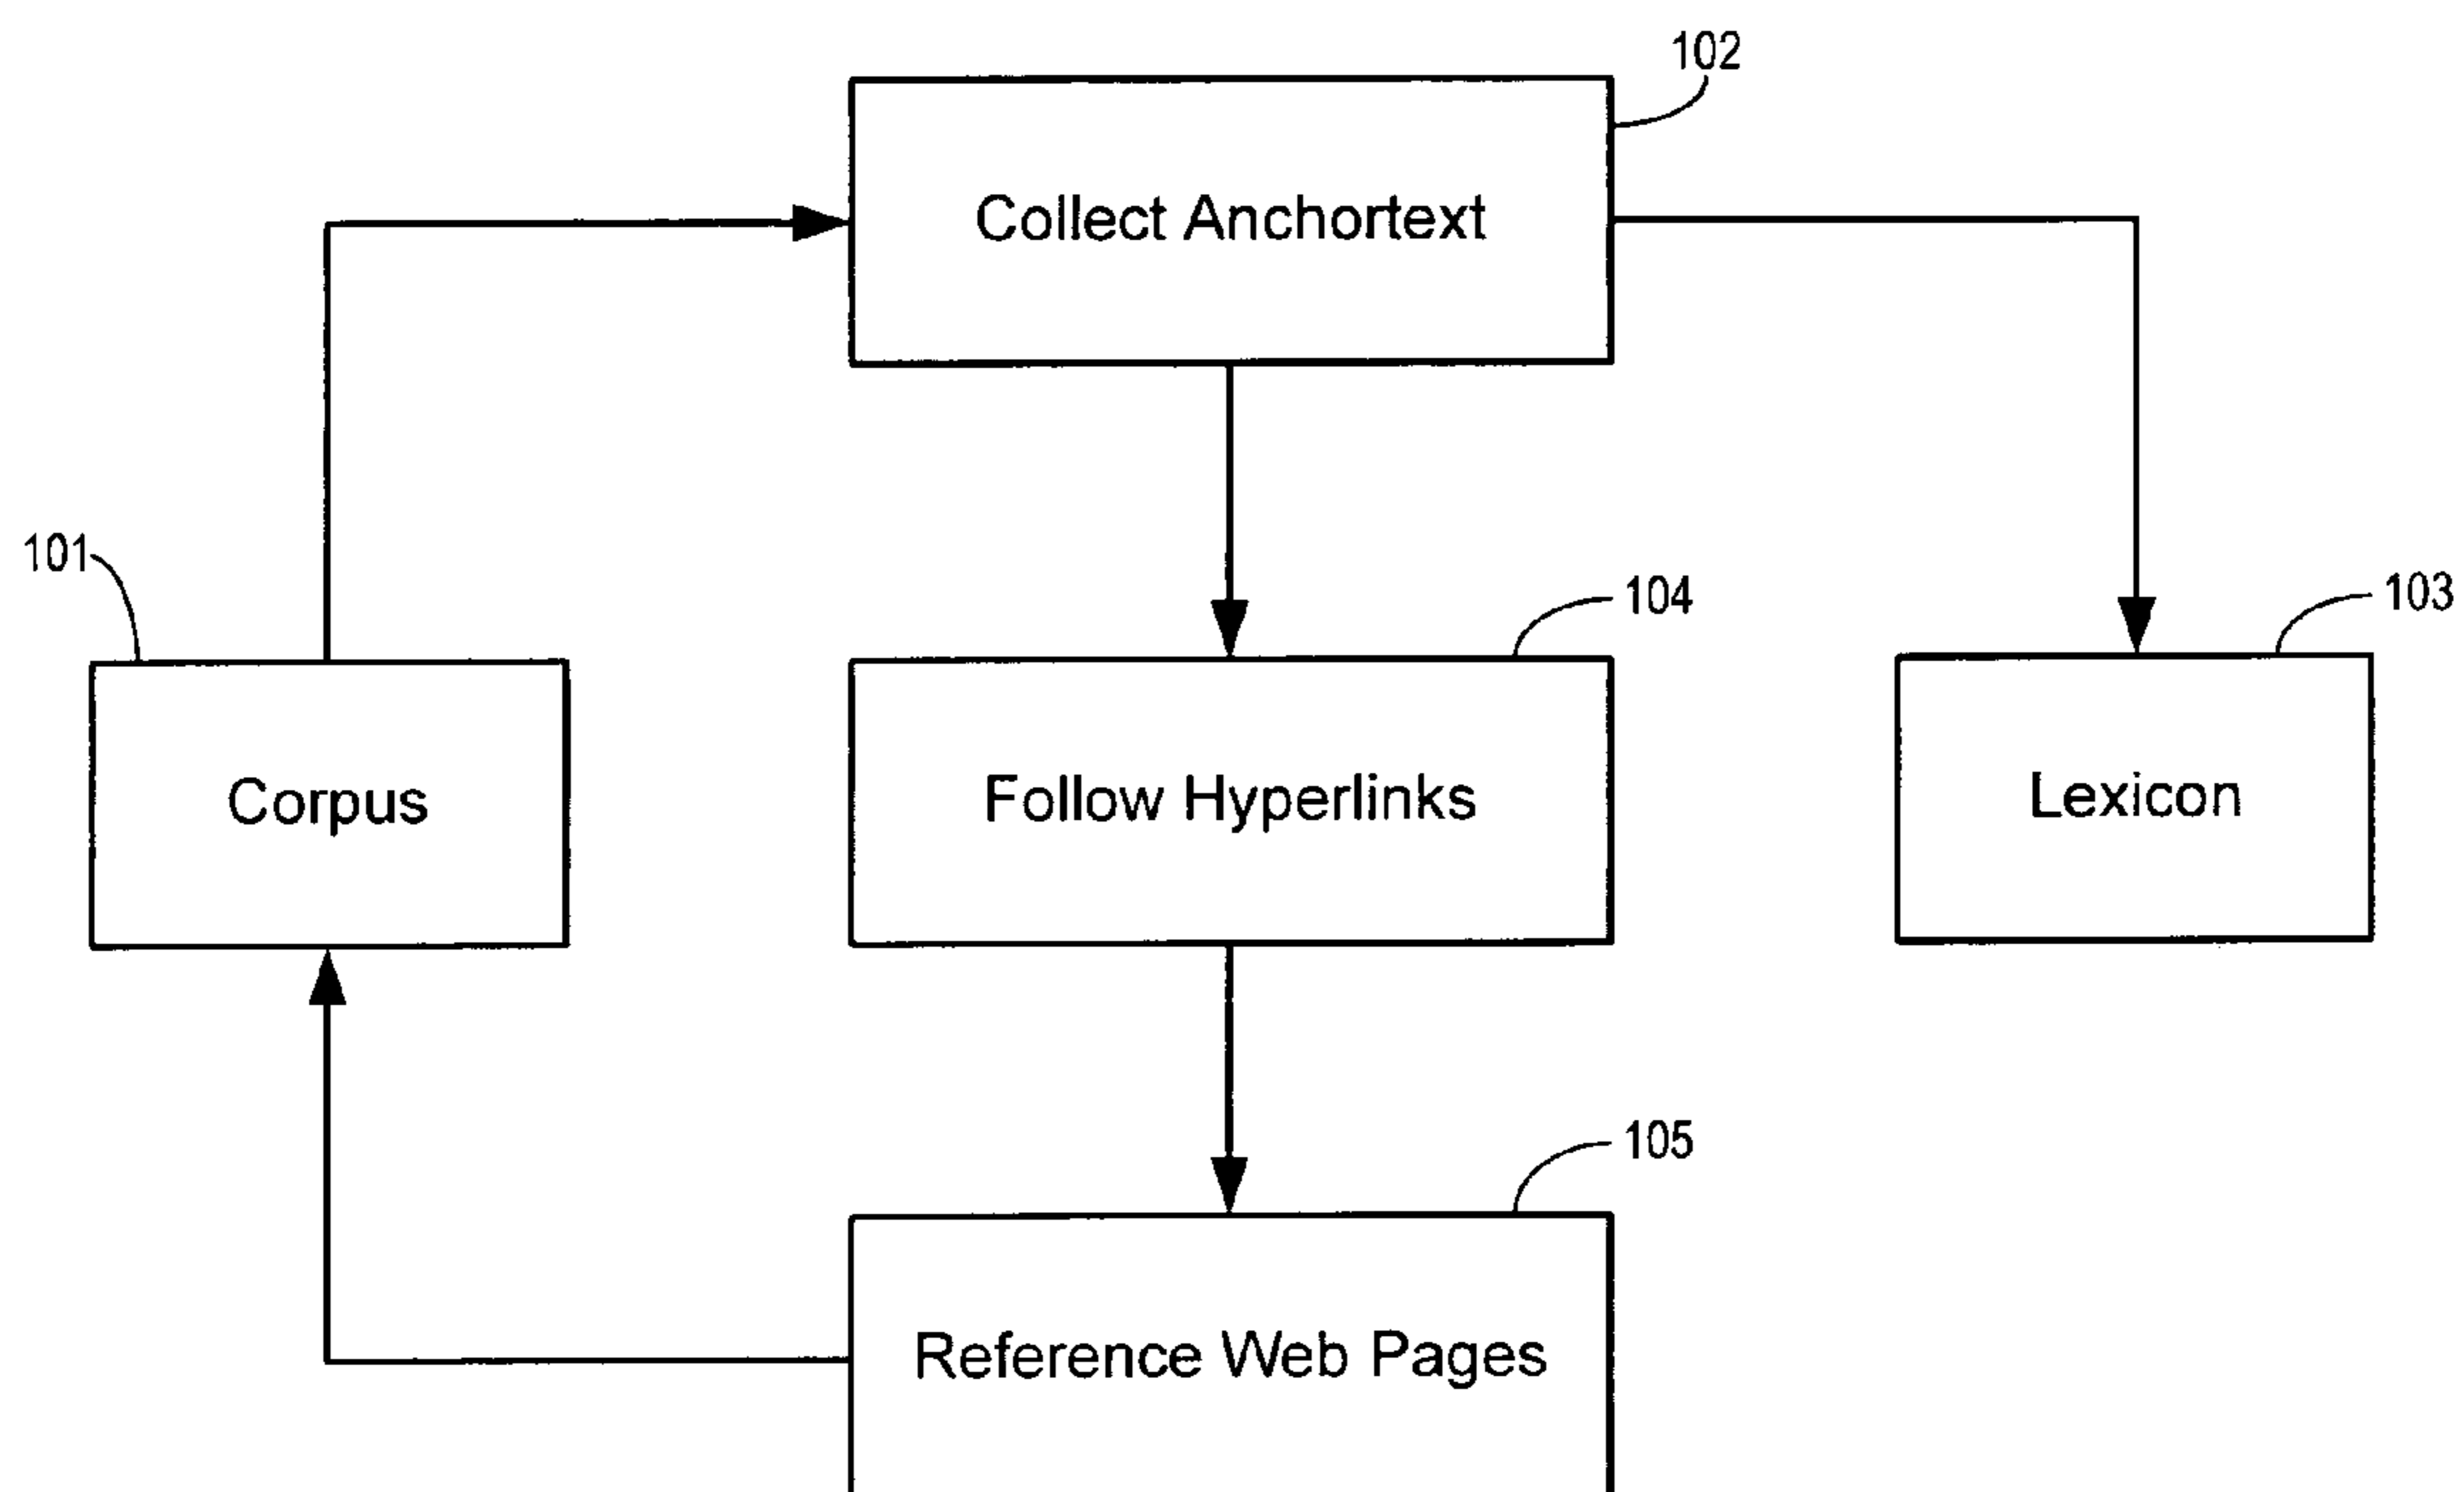 102
Collect Anchortext
101
104
103
Corpus
Follow Hyperlinks
Lexicon
105
Reference Web Pages